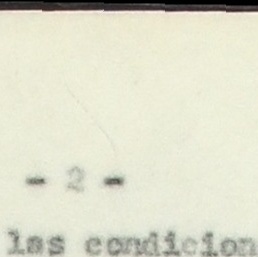 - 2 -
las condicion